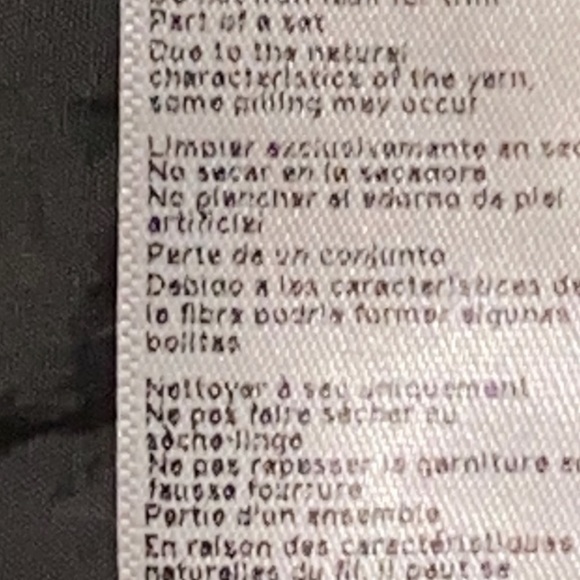 Part of a set
Due to the natural
characteristics of the yarn,
some pilling may occur
Limpiar exclusivamente en sec
No secar en la secadora
No planchar el adorno de piel
artificial
Parte de un conjunto
Debido a las características de
la fibra podría formar algunas
bolitas
Nettoyer à sec uniquement
Ne pas faire sécher au
sèche-linge
Ne pas repasser la garniture en
fausse fourrure
Partie d'un ensemble
En raison des caractéristiques
naturelles du fil, il peut se